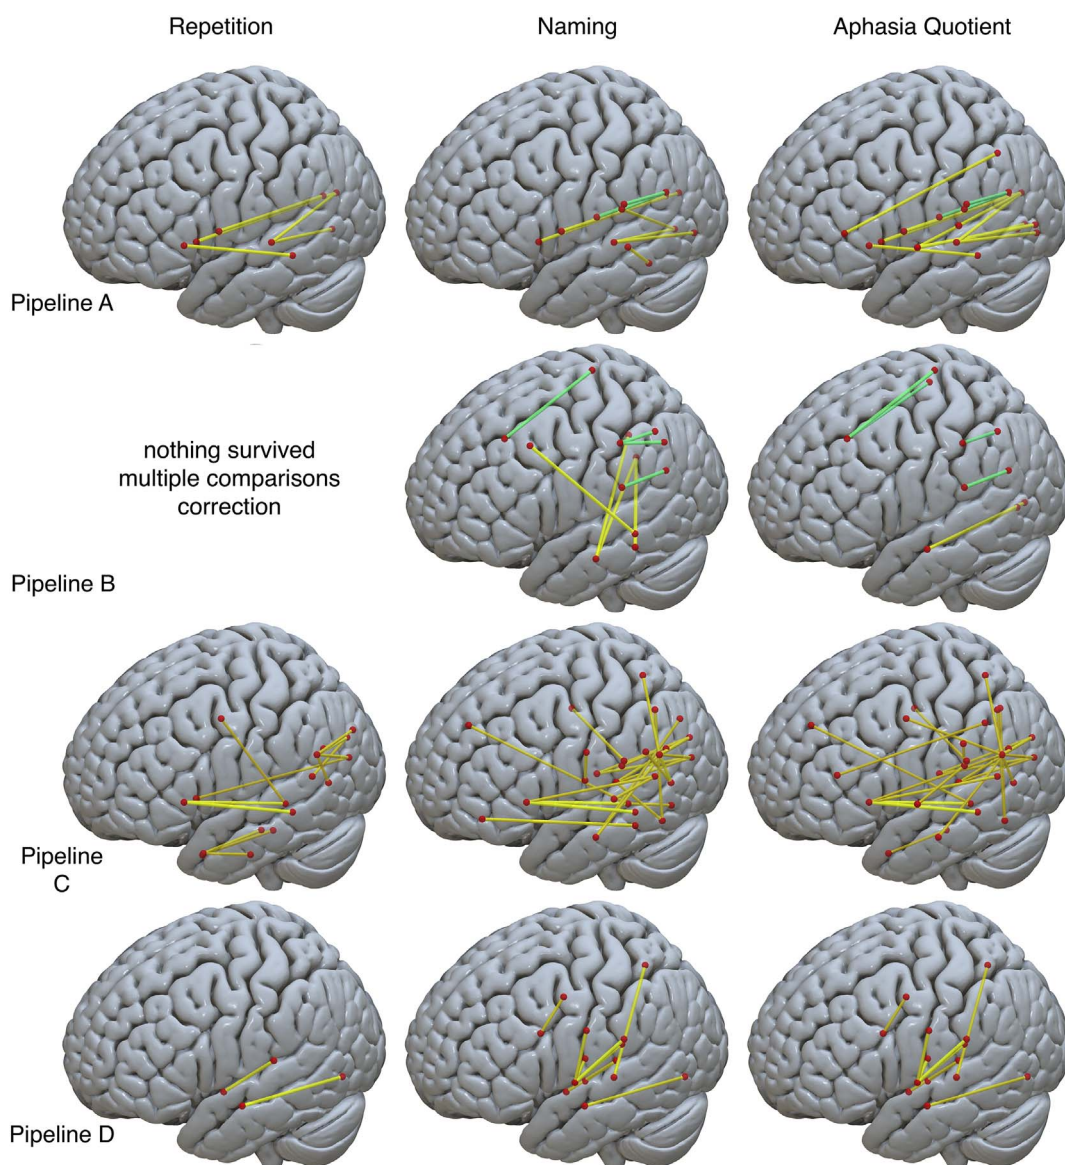 Repetition
Naming
Aphasia Quotient
Pipeline A
nothing survived
multiple comparisons
correction
Pipeline B
Pipeline
C
Pipeline D